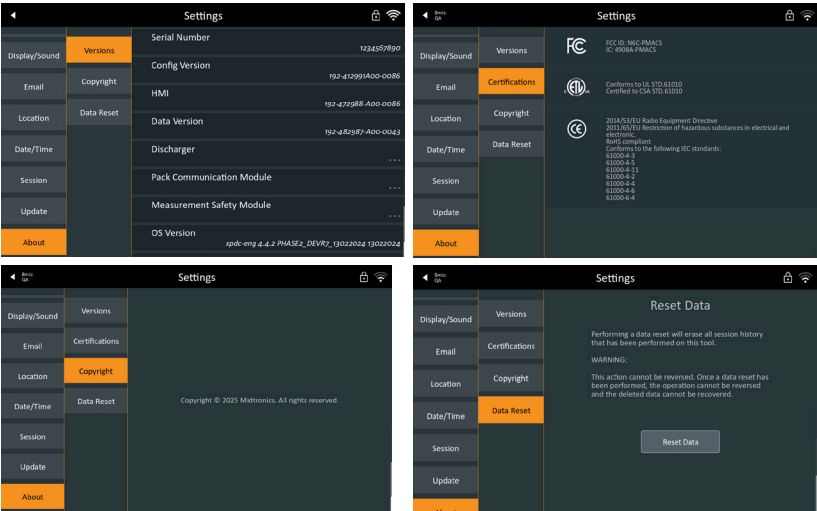 Settings
Display/Sound
Email
Location
Date/Time
Session
Update
About
Versions
Copyright
Data Reset
Serial Number
1234567890
Config Version
192-412991A00-0086
HMI
192-472988-A00-0086
Data Version
192-482987-A00-0043
Discharger
...
Pack Communication Module
...
Measurement Safety Module
...
OS Version
xpdc-eng 4.4.2 PHASE2_DEVR7_13022024 13022024
QA
Settings
Display/Sound
Email
Location
Date/Time
Session
Update
About
Versions
Certifications
Copyright
Data Reset
FC
FCC ID: N6C-PMACS
IC: 4908A-PMACS
ETL
Conforms to UL STD.61010
Certified to CSA STD.61010
CE
2014/53/EU Radio Equipment Directive
2011/65/EU Restriction of hazardous substances in electrical and
electronic.
RoHS compliant
Conforms to the following IEC standards:
61000-4-3
61000-4-5
61000-4-11
61000-4-2
61000-4-4
61000-4-6
61000-6-4
QA
Settings
Display/Sound
Email
Location
Date/Time
Session
Update
About
Versions
Certifications
Copyright
Data Reset
Copyright © 2025 Midtronics. All rights reserved.
QA
Settings
Display/Sound
Email
Location
Date/Time
Session
Update
Versions
Certifications
Copyright
Data Reset
Reset Data
Performing a data reset will erase all session history
that has been performed on this tool.
WARNING:
This action cannot be reversed. Once a data reset has
been performed, the operation cannot be reversed
and the deleted data cannot be recovered.
Reset Data